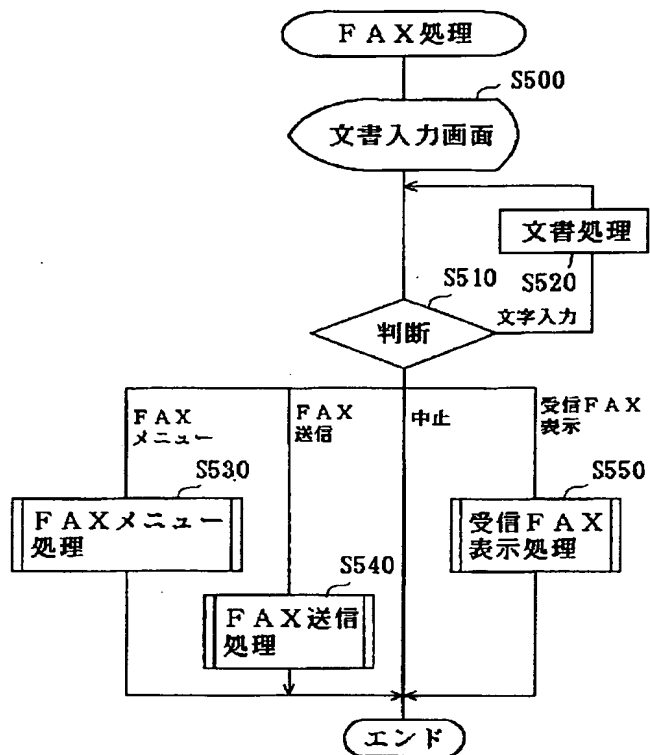 ＦＡＸ処理
S500
文書入力画面
文書処理
S520
S510
文字入力
判断
ＦＡＸ
メニュー
ＦＡＸ
送信
中止
受信ＦＡＸ
表示
S530
ＦＡＸメニュー
処理
S550
受信ＦＡＸ
表示処理
S540
ＦＡＸ送信
処理
エンド